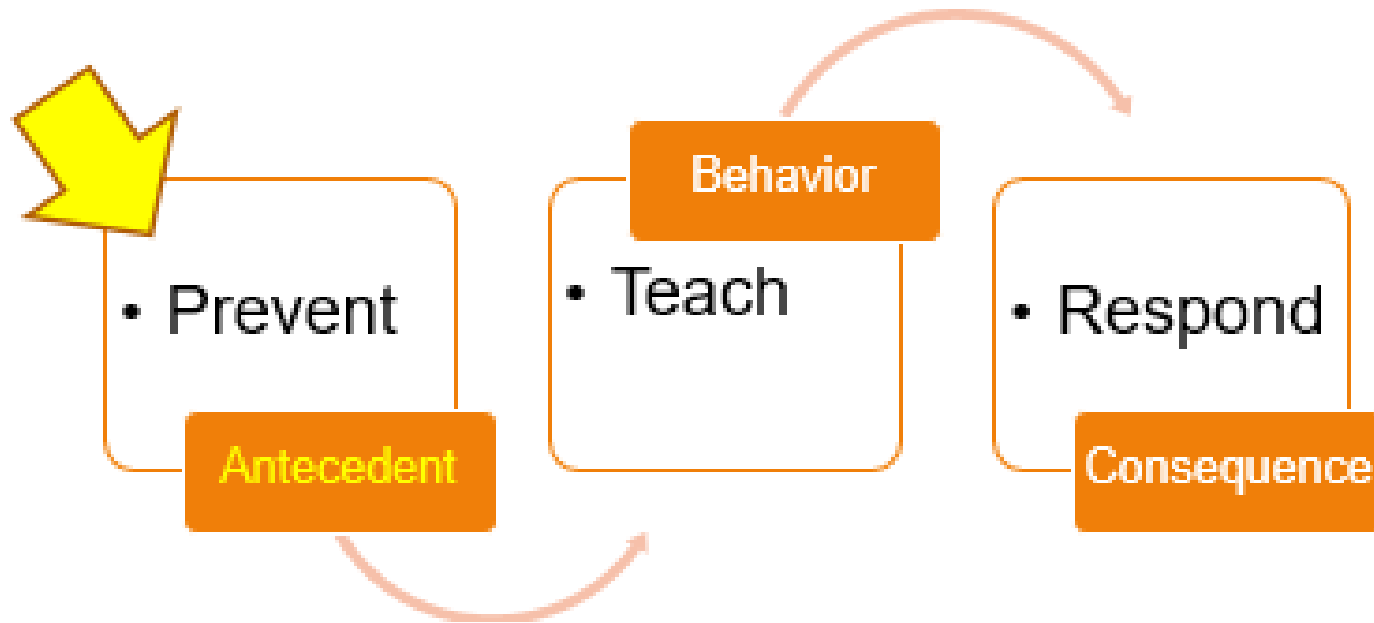 • Prevent
Antecedent
Behavior
• Teach
• Respond
Consequence